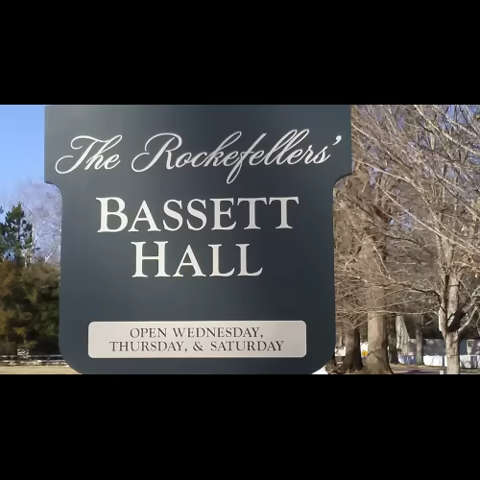 The Rockefellers'
BASSETT
HALL
OPEN WEDNESDAY,
THURSDAY, & SATURDAY